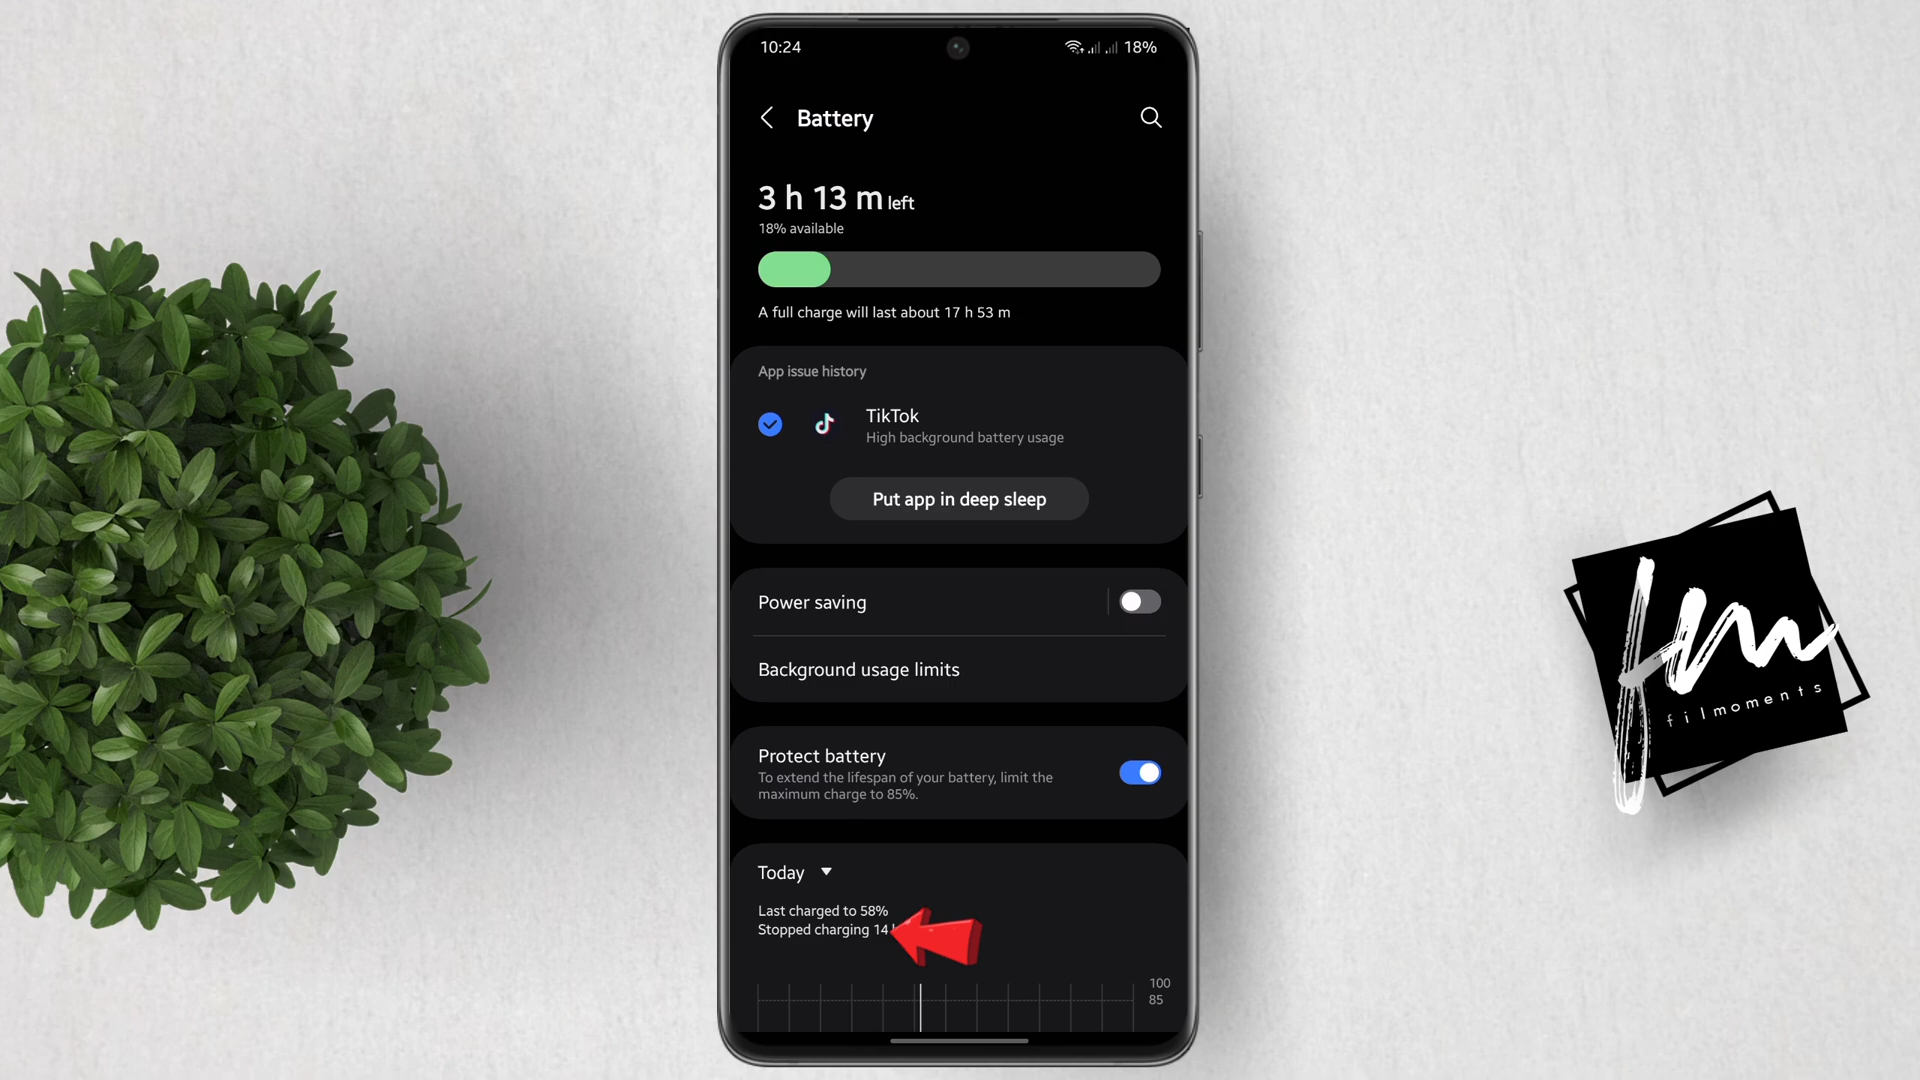 10:24
18%
Battery
3 h 13 m left
18% available
A full charge will last about 17 h 53 m
App issue history
TikTok
High background battery usage
Put app in deep sleep
Power saving
Background usage limits
Protect battery
To extend the lifespan of your battery, limit the
maximum charge to 85%.
Today
Last charged to 58%
Stopped charging 14
100
85
fm
filmoments